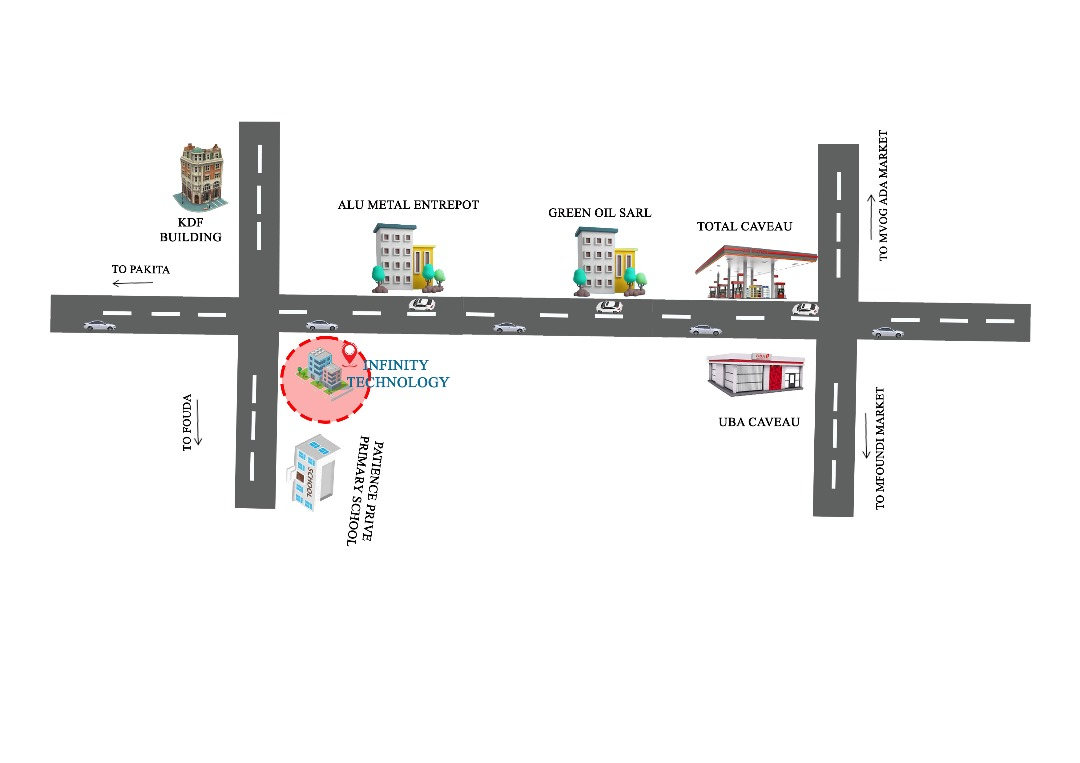 TO MVOG ADA MARKET
ALU METAL ENTREPOT
GREEN OIL SARL
KDF
BUILDING
TOTAL CAVEAU
TO PAKITA
UBA
INFINITY
TECHNOLOGY
TO FOUDA
UBA CAVEAU
TO MFOUNDI MARKET
SCHOOL
PATIENCE PRIVE
PRIMARY SCHOOL